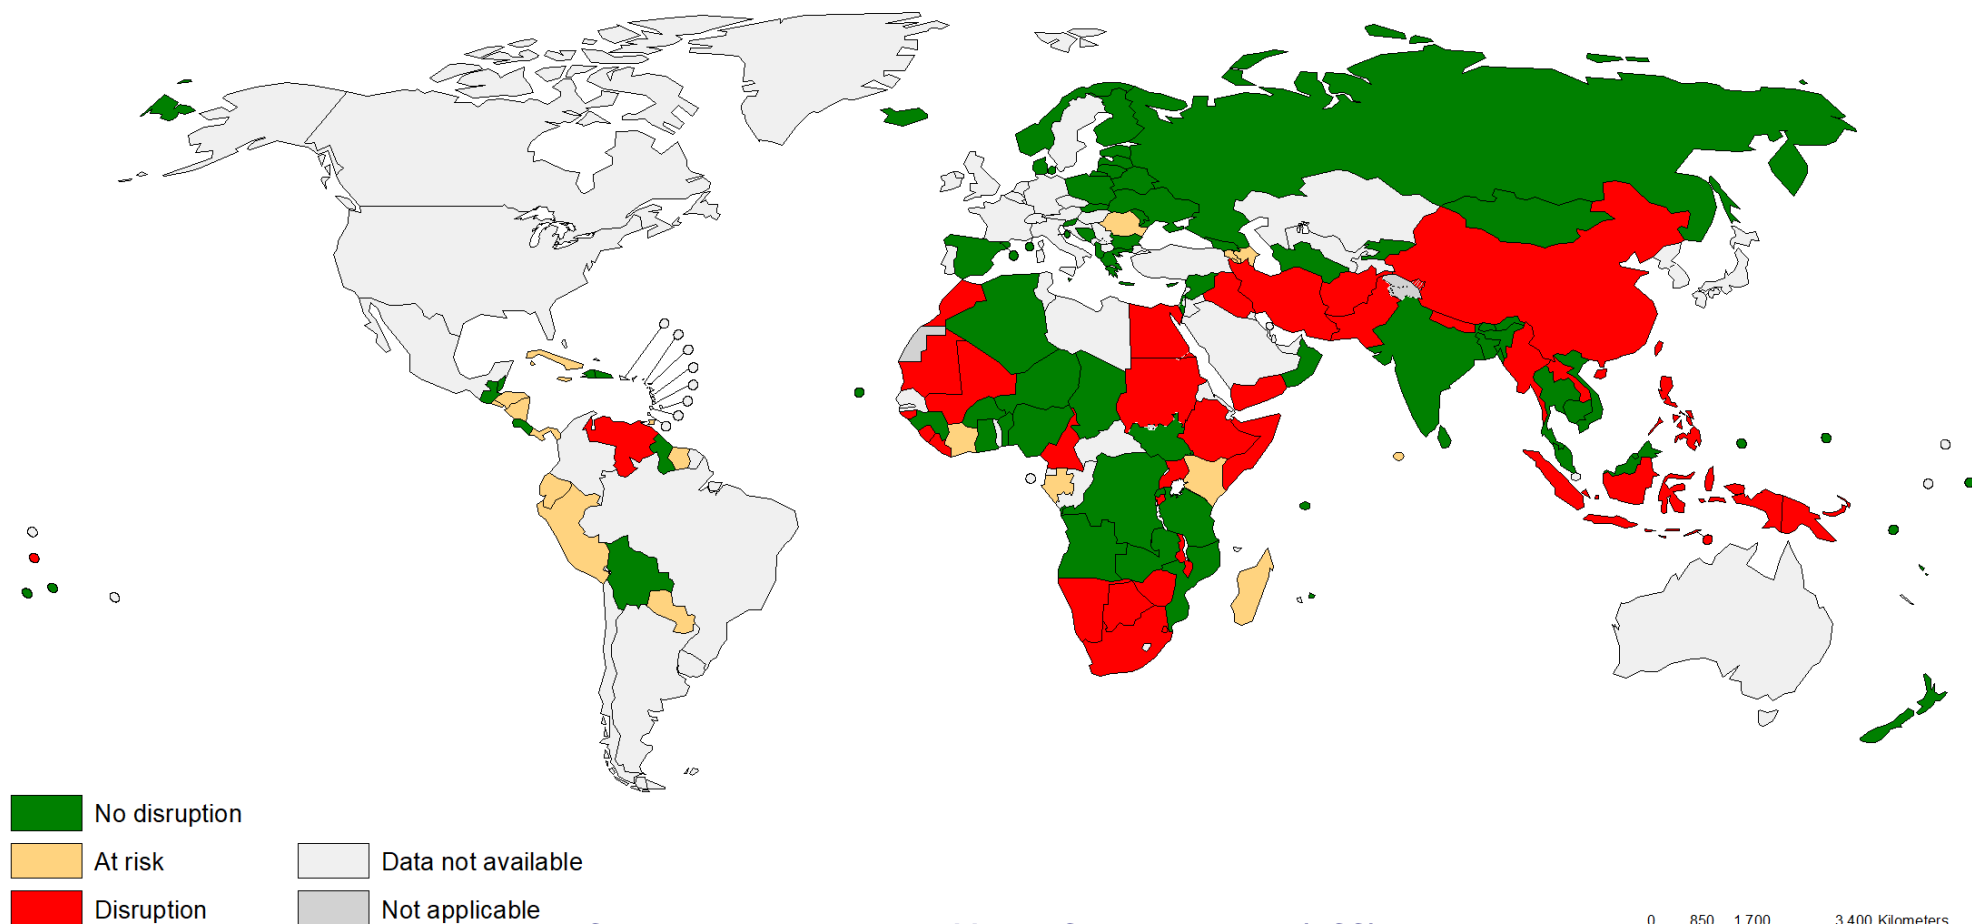 No disruption
At risk
Data not available
Disruption
Not applicable
0 850 1,700 3,400 Kilometers